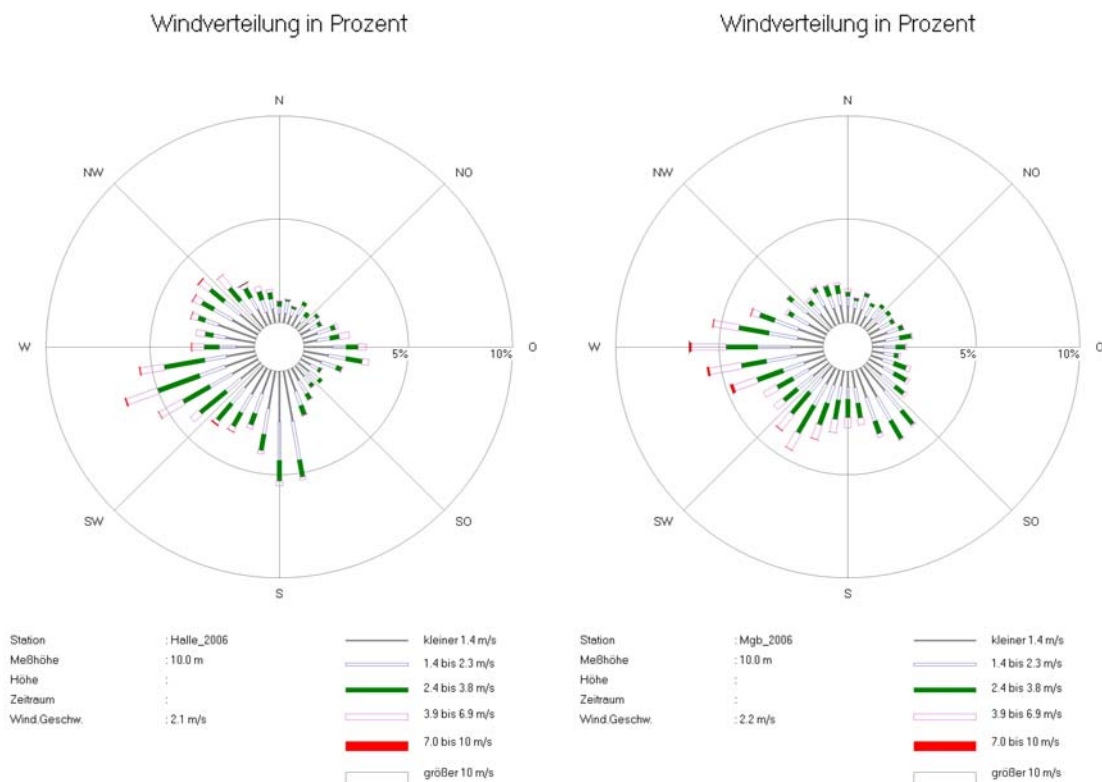 Windverteilung in Prozent
N
NW
NO
W
5%
10%
O
SW
SO
S
Station : Halle_2006
Meßhöhe : 10.0 m
Höhe :
Zeitraum :
Wind.Geschw. : 2.1 m/s
kleiner 1.4 m/s
1.4 bis 2.3 m/s
2.4 bis 3.8 m/s
3.9 bis 6.9 m/s
7.0 bis 10 m/s
größer 10 m/s
Windverteilung in Prozent
N
NW
NO
W
5%
10%
O
SW
SO
S
Station : Mgb_2006
Meßhöhe : 10.0 m
Höhe :
Zeitraum :
Wind.Geschw. : 2.2 m/s
kleiner 1.4 m/s
1.4 bis 2.3 m/s
2.4 bis 3.8 m/s
3.9 bis 6.9 m/s
7.0 bis 10 m/s
größer 10 m/s